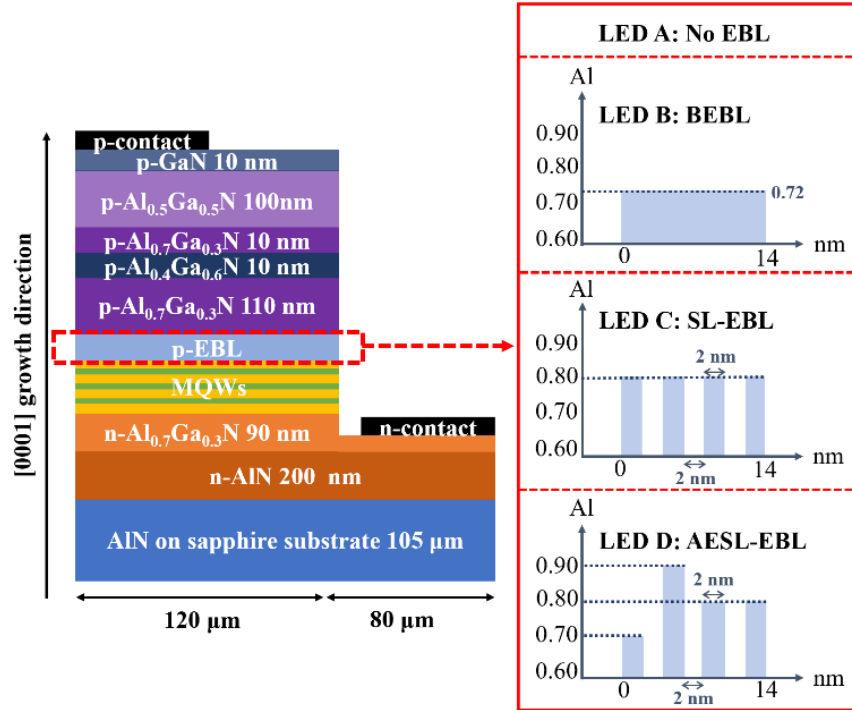 p-contact
p-GaN 10 nm
p-Al₀.₅Ga₀.₅N 100nm
p-Al₀.₇Ga₀.₃N 10 nm
p-Al₀.₄Ga₀.₆N 10 nm
p-Al₀.₇Ga₀.₃N 110 nm
p-EBL
MQWs
n-Al₀.₇Ga₀.₃N 90 nm
n-contact
n-AlN 200 nm
AlN on sapphire substrate 105 μm
120 μm
80 μm
[0001] growth direction
LED A: No EBL
Al
LED B: BEBL
0.90
0.80
0.70
0.60
0.72
0
14
nm
LED C: SL-EBL
0.90
0.80
0.70
0.60
2 nm
0
14
nm
2 nm
Al
LED D: AESL-EBL
0.90
0.80
0.70
0.60
2 nm
0
14
nm
2 nm